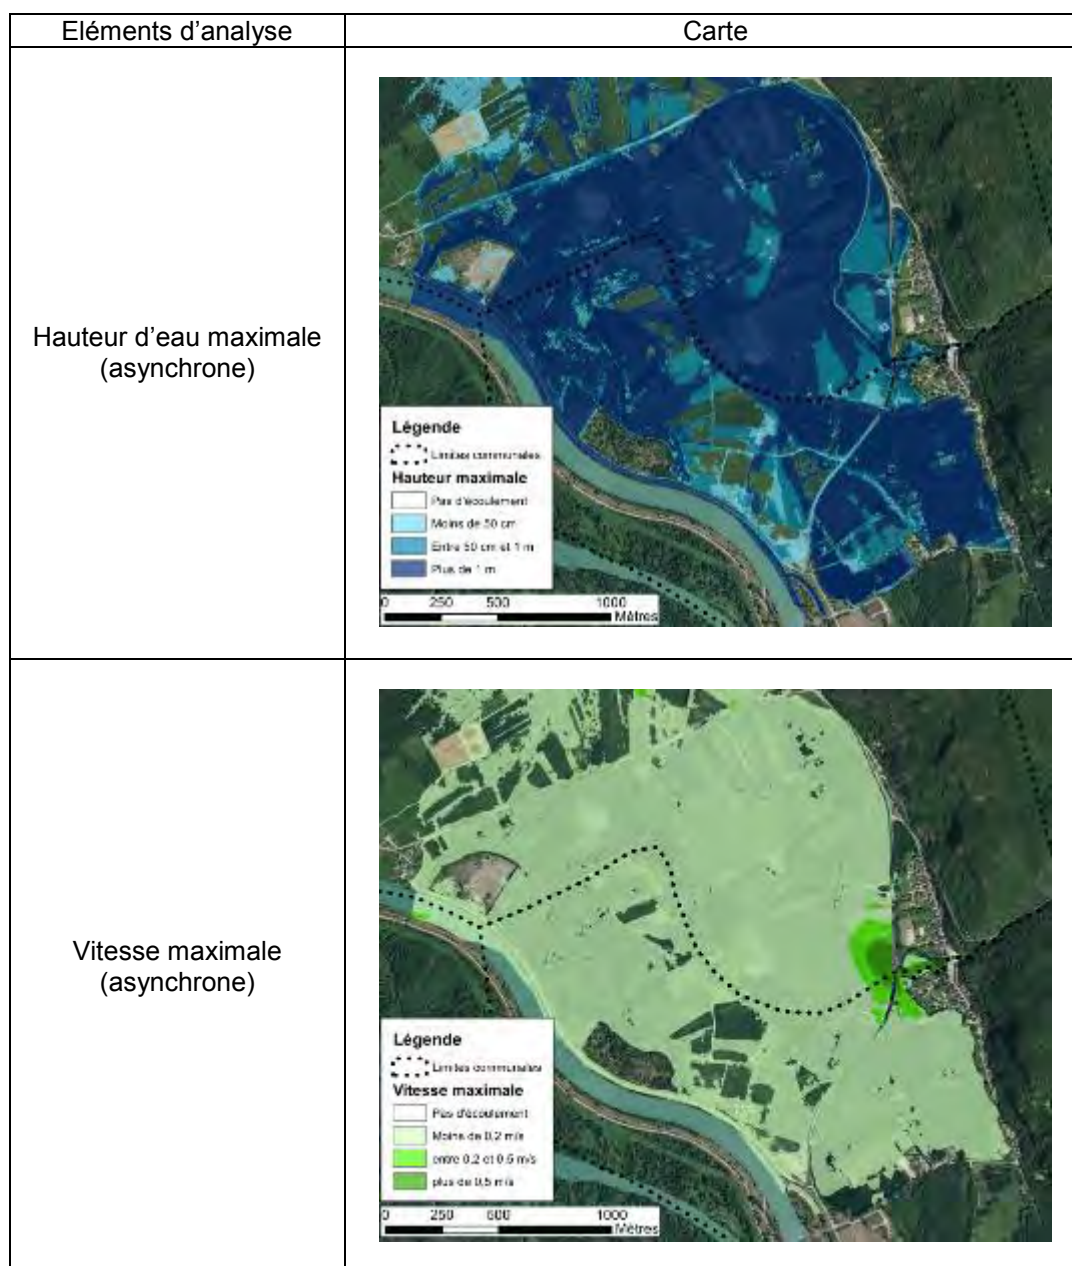 Eléments d'analyse
Carte
Hauteur d'eau maximale
(asynchrone)
Légende
Limites communales
Hauteur maximale
Pas d'écoulement
Moins de 50 cm
Entre 50 cm et 1 m
Plus de 1 m
0 250 500 1000
Mètres
Vitesse maximale
(asynchrone)
Légende
Limites communales
Vitesse maximale
Pas d'écoulement
Moins de 0,2 m/s
entre 0,2 et 0,5 m/s
plus de 0,5 m/s
0 250 500 1000
Mètres